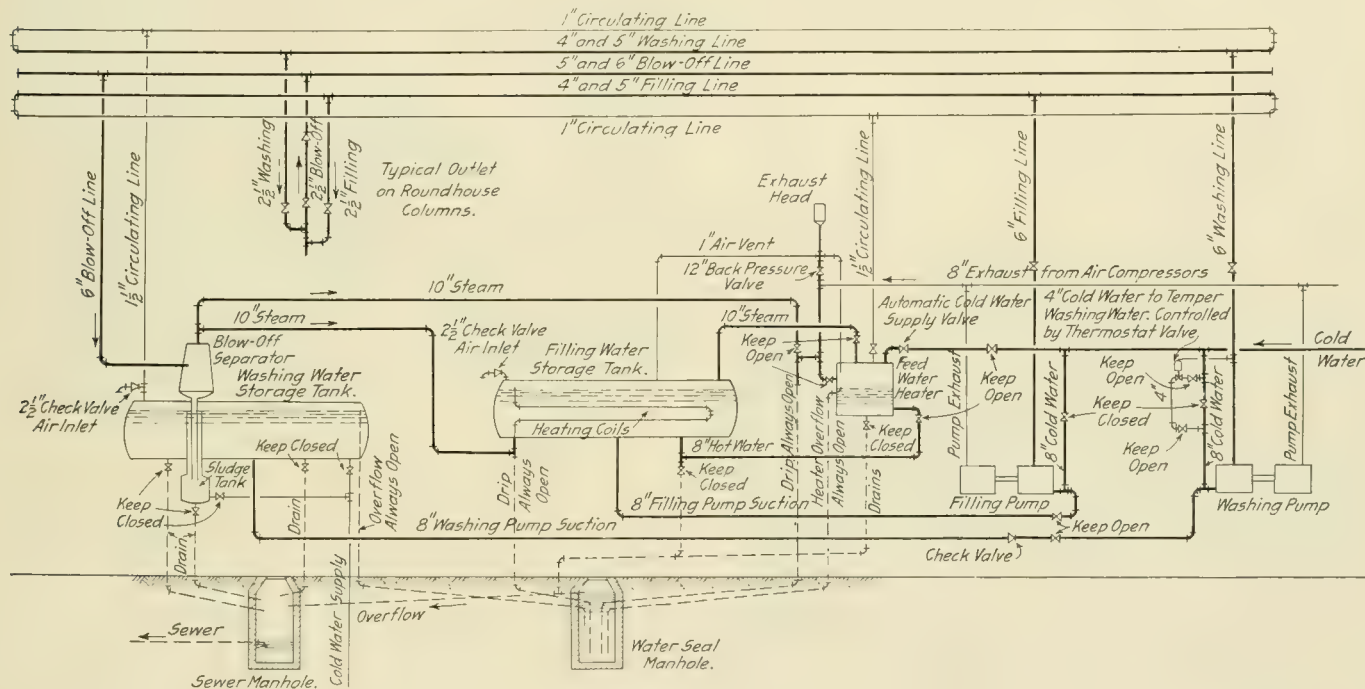 1" Circulating Line
4" and 5" Washing Line
5" and 6" Blow-Off Line
4" and 5" Filling Line
1" Circulating Line
6" Blow-Off Line
1½" Circulating Line
2½" Washing
2½" Blow-Off
2½" Filling
Typical Outlet
on Roundhouse
Columns.
Exhaust
Head
1½" Circulating Line
6" Filling Line
6" Washing Line
1" Air Vent
12" Back Pressure
Valve
8" Exhaust from Air Compressors
Automatic Cold Water
Supply Valve
4" Cold Water to Temper
Washing Water. Controlled
by Thermostat Valve.
Cold
Water
10" Steam
10" Steam
10" Steam
Blow-Off
Separator
Washing Water
Storage Tank.
2½" Check Valve
Air Inlet
2½" Check Valve
Air Inlet
Filling Water
Storage Tank.
Keep
Open
Feed
Water
Heater
Keep
Open
Keep
Open
4"
Keep
Closed
Keep
Open
Pump Exhaust
8" Cold Water
8" Cold Water
Pump Exhaust
Heating Coils
8" Hot Water
Keep
Closed
Keep
Closed
Keep Closed
Sludge
Tank
Keep
Closed
Drain
Drain
Overflow
Always Open
Drip
Always
Open
Drip Always Open
Heater Overflow
Always Open
Drains
Filling Pump
Washing Pump
8" Filling Pump Suction
Keep Open
8" Washing Pump Suction
Check Valve
Cold Water Supply
Overflow
Sewer
Sewer Manhole.
Water Seal
Manhole.